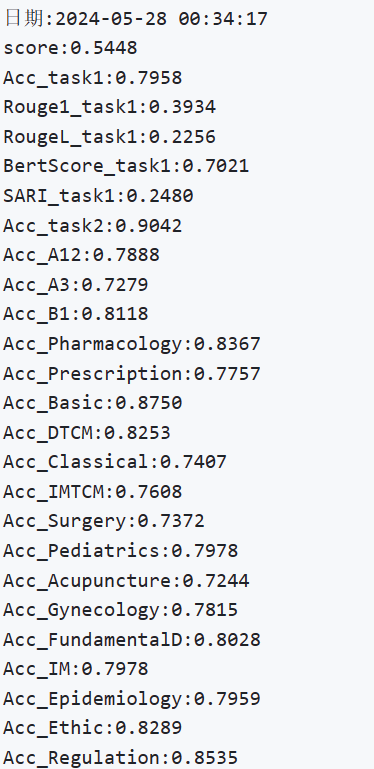 日期:2024-05-28 00:34:17
score:0.5448
Acc_task1:0.7958
Rouge1_task1:0.3934
RougeL_task1:0.2256
BertScore_task1:0.7021
SARI_task1:0.2480
Acc_task2:0.9042
Acc_A12:0.7888
Acc_A3:0.7279
Acc_B1:0.8118
Acc_Pharmacology:0.8367
Acc_Prescription:0.7757
Acc_Basic:0.8750
Acc_DTCM:0.8253
Acc_Classical:0.7407
Acc_IMTCM:0.7608
Acc_Surgery:0.7372
Acc_Pediatrics:0.7978
Acc_Acupuncture:0.7244
Acc_Gynecology:0.7815
Acc_FundamentalD:0.8028
Acc_IM:0.7978
Acc_Epidemiology:0.7959
Acc_Ethic:0.8289
Acc_Regulation:0.8535